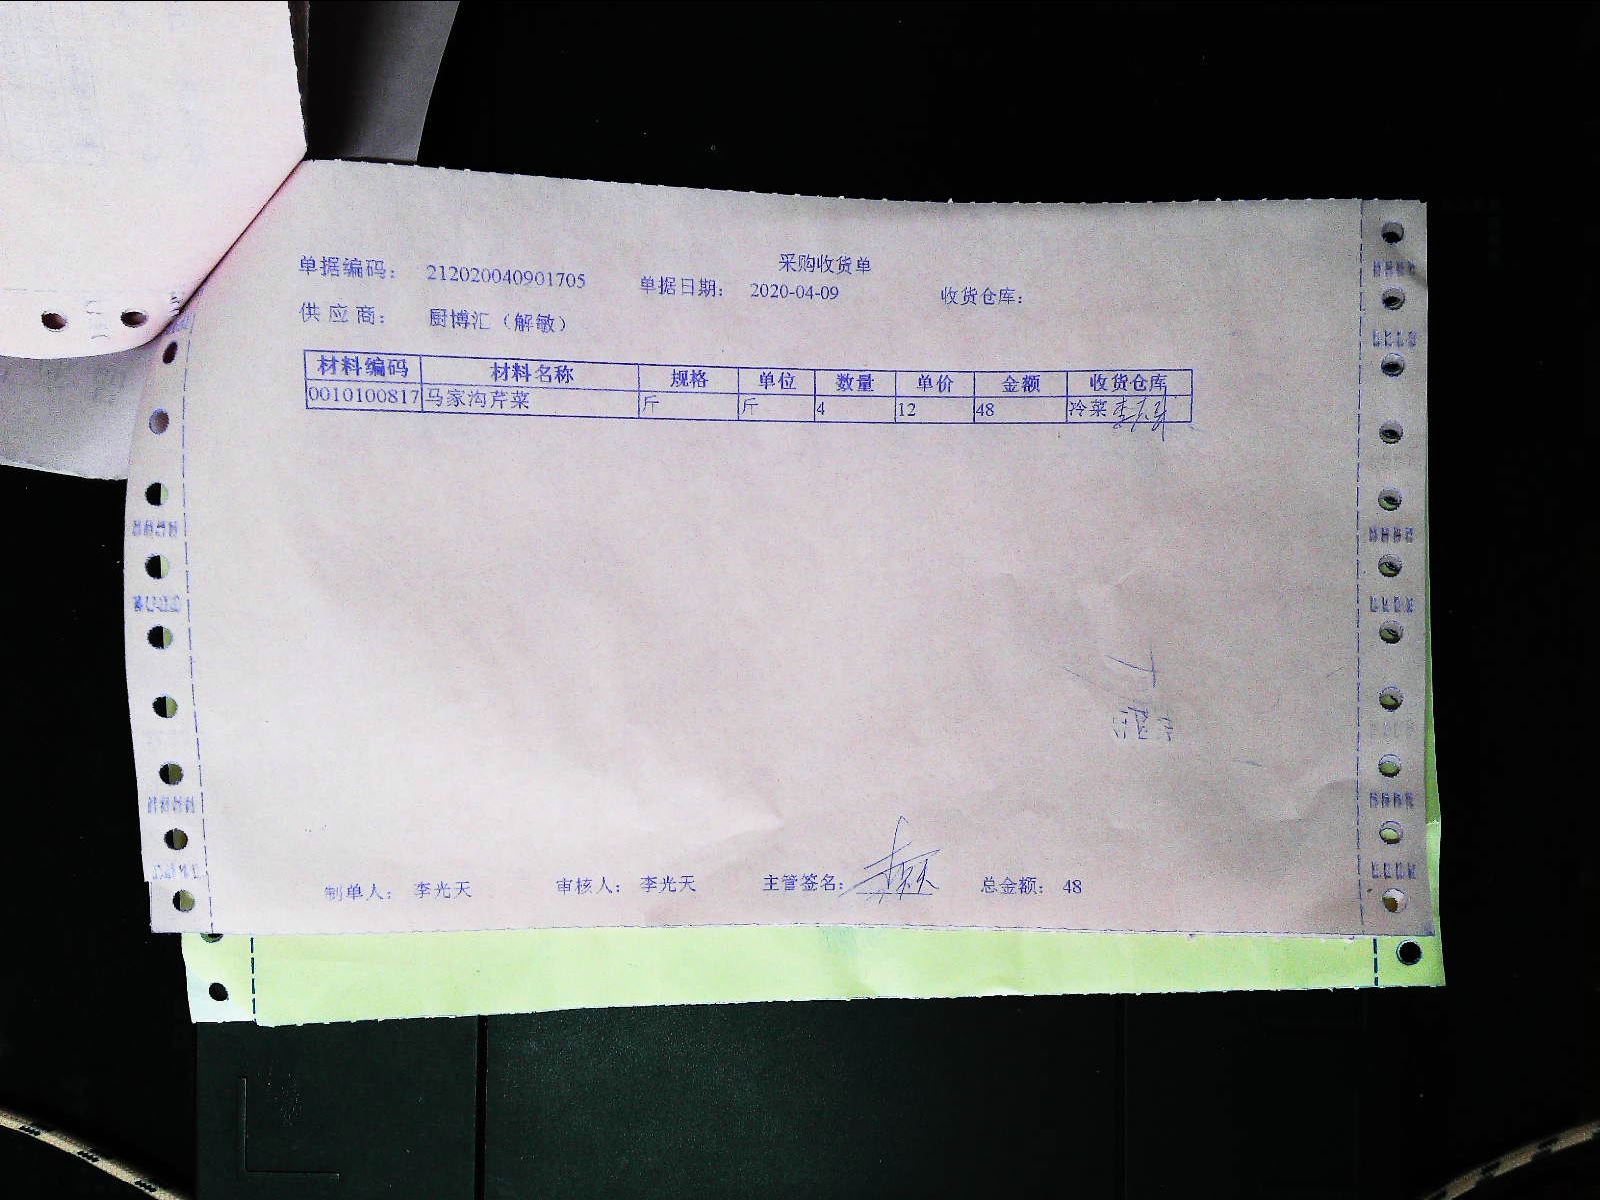 采购收货单
单据编码： 212020040901705 单据日期： 2020-04-09 收货仓库：
供应商： 厨博汇（解敏）
材料编码 材料名称 规格 单位 数量 单价 金额 收货仓库
0010100817 马家沟芹菜 斤 斤 4 12 48 冷菜
制单人： 李光天 审核人： 李光天 主管签名： 总金额： 48